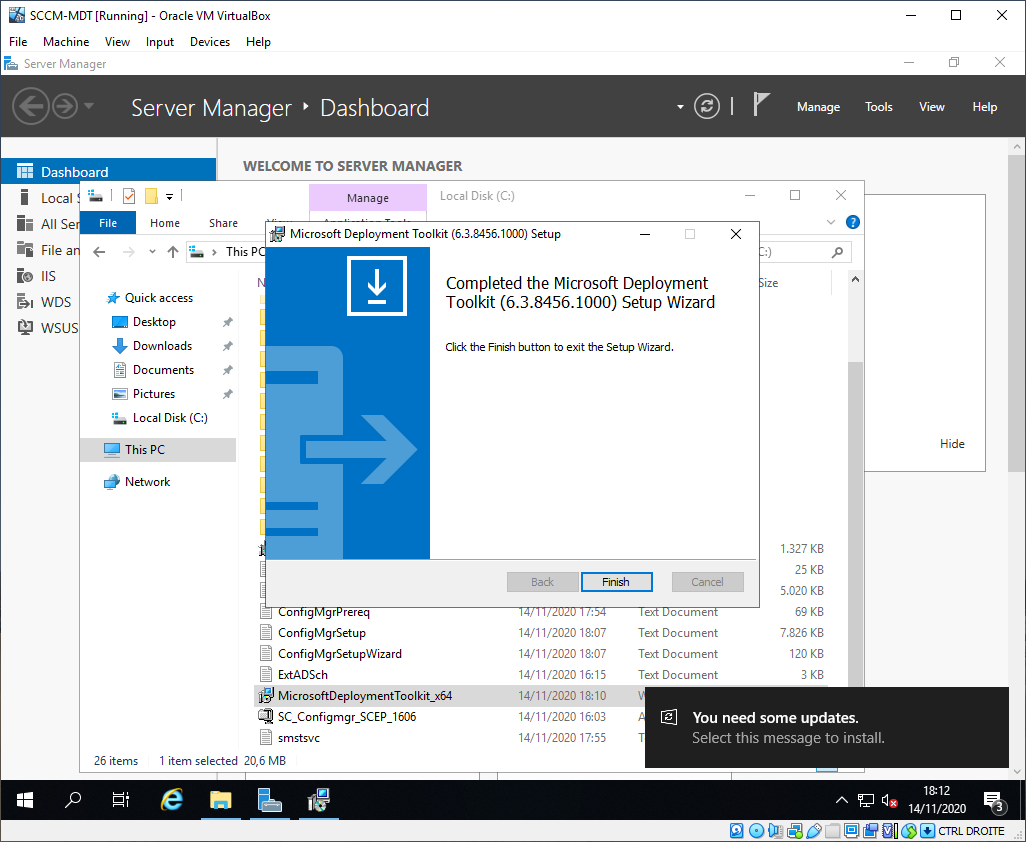 SCCM-MDT [Running] - Oracle VM VirtualBox
File Machine View Input Devices Help
Server Manager
Server Manager Dashboard
Manage Tools View Help
Dashboard
Local S
All Ser
File an
IIS
WDS
WSUS
WELCOME TO SERVER MANAGER
Hide
Manage
Local Disk (C:)
File Home Share View
Application Tools
This PC
C:)
Size
Quick access
Desktop
Downloads
Documents
Pictures
Local Disk (C:)
This PC
Network
Microsoft Deployment Toolkit (6.3.8456.1000) Setup
Completed the Microsoft Deployment
Toolkit (6.3.8456.1000) Setup Wizard
Click the Finish button to exit the Setup Wizard.
Back Finish Cancel
1.327 KB
25 KB
5.020 KB
ConfigMgrPrereq 14/11/2020 17:54 Text Document 69 KB
ConfigMgrSetup 14/11/2020 18:07 Text Document 7.826 KB
ConfigMgrSetupWizard 14/11/2020 18:07 Text Document 120 KB
ExtADSch 14/11/2020 16:15 Text Document 3 KB
MicrosoftDeploymentToolkit_x64 14/11/2020 18:10 W
SC_Configmgr_SCEP_1606 14/11/2020 16:03 A
smstsvc 14/11/2020 17:55 T
26 items 1 item selected 20,6 MB
You need some updates.
Select this message to install.
18:12
14/11/2020
3
CTRL DROITE